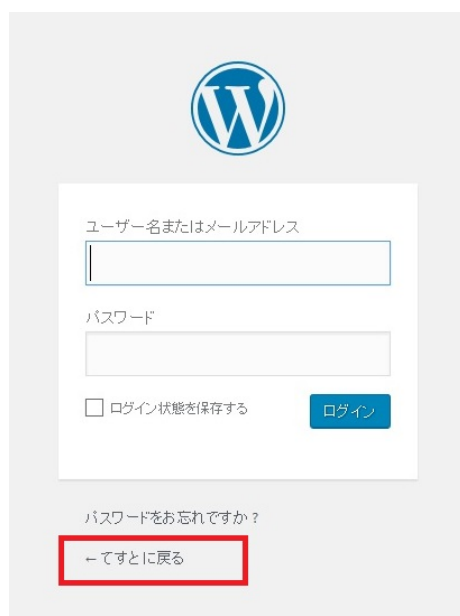 ユーザー名またはメールアドレス
パスワード
ログイン状態を保存する
ログイン
パスワードをお忘れですか ?
←てすとに戻る